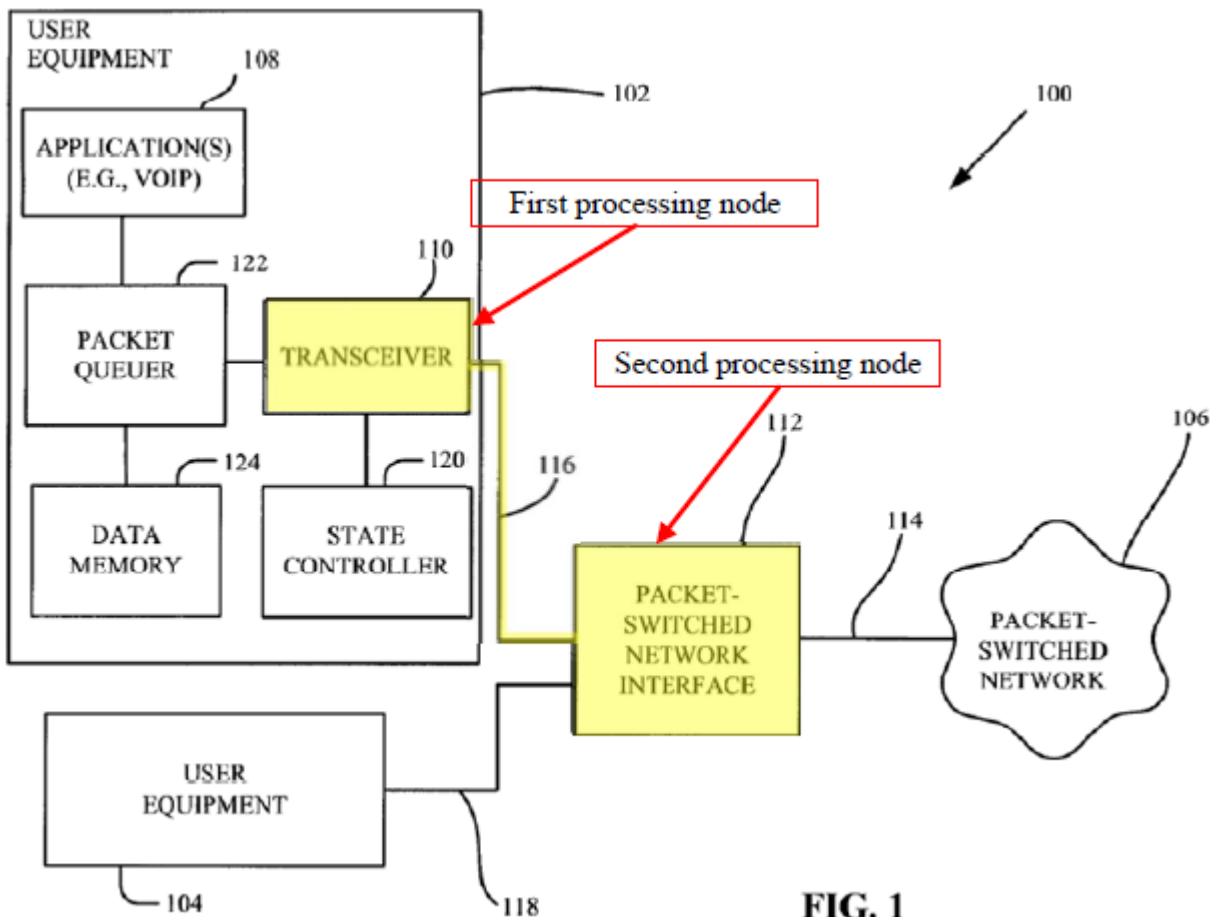 USER
EQUIPMENT
108
102
100
APPLICATION(S)
(E.G., VOIP)
First processing node
122
110
PACKET
QUEUER
TRANSCEIVER
Second processing node
112
106
124
120
116
114
DATA
MEMORY
STATE
CONTROLLER
PACKET-
SWITCHED
NETWORK
INTERFACE
PACKET-
SWITCHED
NETWORK
USER
EQUIPMENT
104
118
FIG. 1